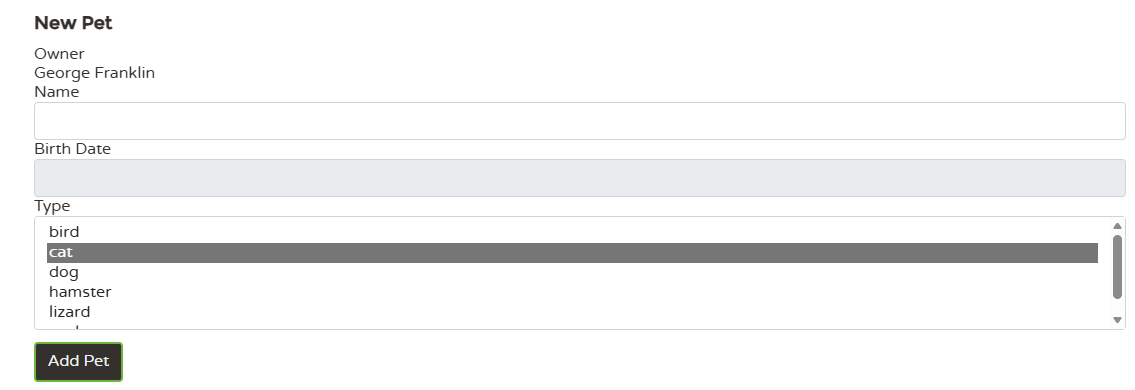 New Pet
Owner
George Franklin
Name
Birth Date
Type
bird
cat
dog
hamster
lizard
Add Pet